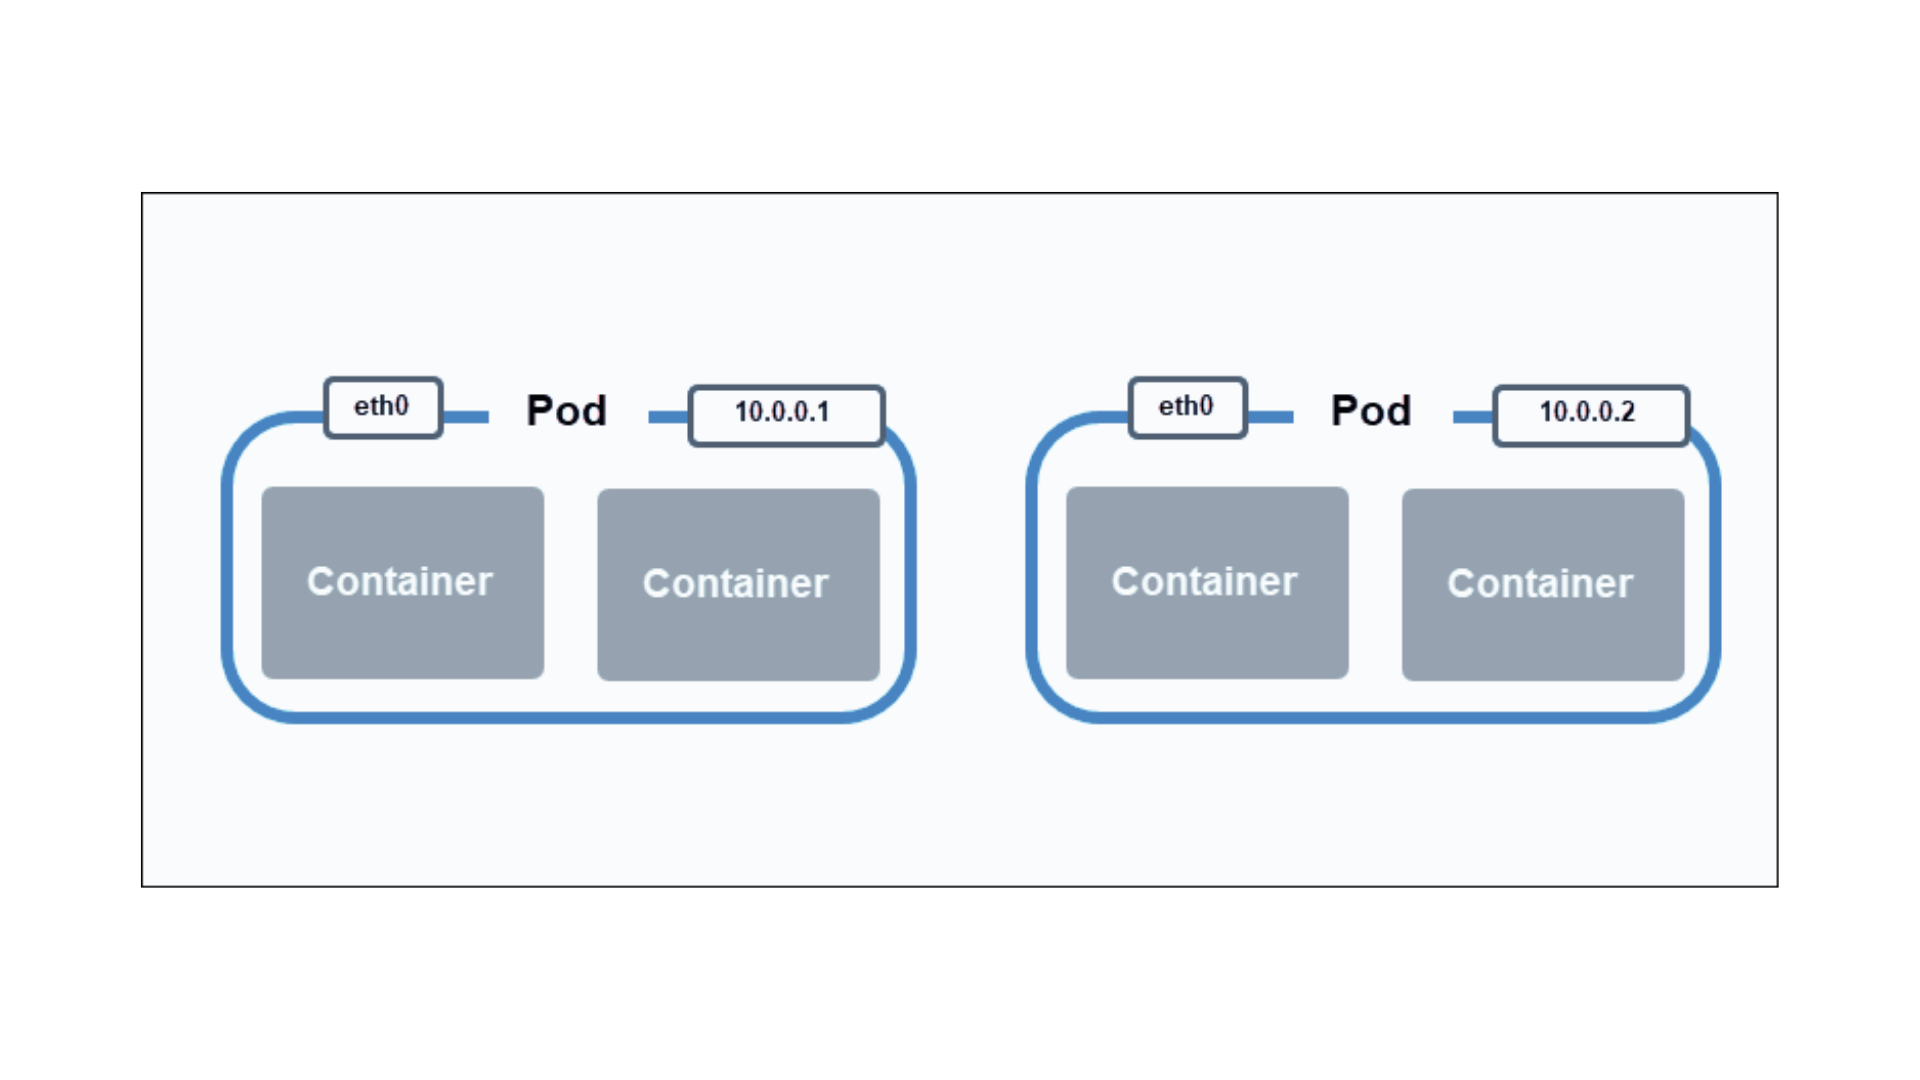 eth0
Pod
10.0.0.1
Container
Container
eth0
Pod
10.0.0.2
Container
Container